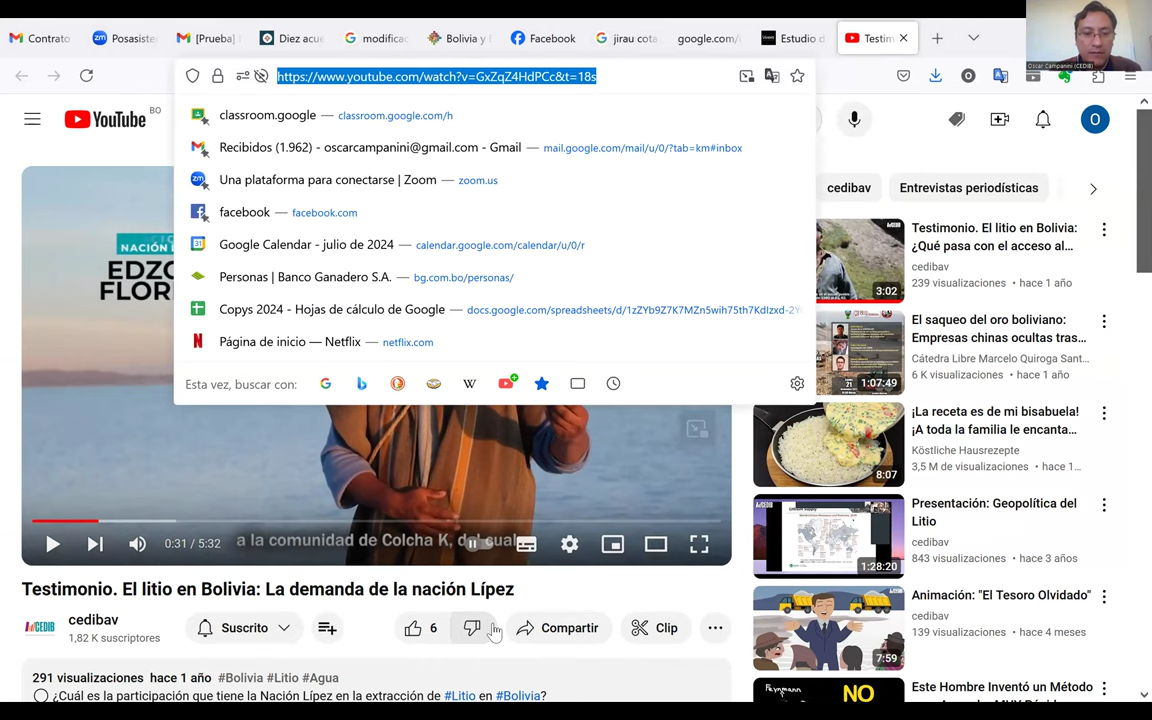 Contrato
Posasiste
[Prueba]
Diez acue
modificac
Bolivia y
Facebook
jirau cota
google.com/
Estudio d
Testim
https://www.youtube.com/watch?v=GxZqZ4HdPCc&t=18s
Oscar Campanini (CEDIB)
YouTube BO
O
classroom.google — classroom.google.com/h
Recibidos (1.962) - oscarcampanini@gmail.com - Gmail — mail.google.com/mail/u/0/?tab=km#inbox
Una plataforma para conectarse | Zoom — zoom.us
facebook — facebook.com
Google Calendar - julio de 2024 — calendar.google.com/calendar/u/0/r
Personas | Banco Ganadero S.A. — bg.com.bo/personas/
Copys 2024 - Hojas de cálculo de Google — docs.google.com/spreadsheets/d/1zZYb9Z7K7MZn5wih75th7KdIzxd-2Y
Página de inicio — Netflix — netflix.com
Esta vez, buscar con:
NACIÓN
EDZO
FLOR
a la comunidad de Colcha K, del cual
0:31 / 5:32
Testimonio. El litio en Bolivia: La demanda de la nación Lípez
CEDIB
cedibav
1,82 K suscriptores
Suscrito
6
Compartir
Clip
291 visualizaciones hace 1 año #Bolivia #Litio #Agua
¿Cuál es la participación que tiene la Nación Lípez en la extracción de #Litio en #Bolivia?
cedibav
Entrevistas periodísticas
3:02
Testimonio. El litio en Bolivia:
¿Qué pasa con el acceso al...
cedibav
239 visualizaciones • hace 1 año
1:07:49
El saqueo del oro boliviano:
Empresas chinas ocultas tras...
Cátedra Libre Marcelo Quiroga Sant...
6 K visualizaciones • hace 1 año
8:07
¡La receta es de mi bisabuela!
¡A toda la familia le encanta...
Köstliche Hausrezepte
3,5 M de visualizaciones • hace 1...
1:28:20
Presentación: Geopolítica del
Litio
cedibav
843 visualizaciones • hace 3 años
7:59
Animación: "El Tesoro Olvidado"
cedibav
139 visualizaciones • hace 4 meses
Feynmann
NO
Este Hombre Inventó un Método